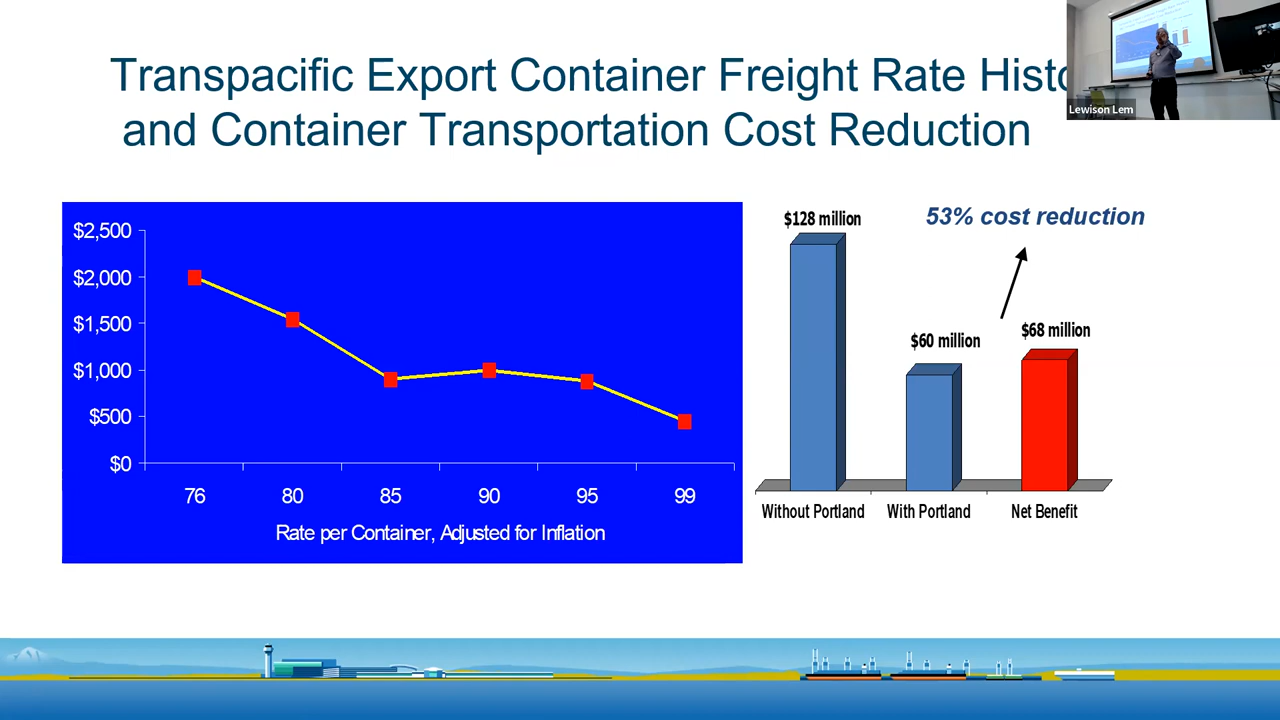 Transpacific Export Container Freight Rate Histo
and Container Transportation Cost Reduction
Lewison Lem
$2,500
$2,000
$1,500
$1,000
$500
$0
76 80 85 90 95 99
Rate per Container, Adjusted for Inflation
53% cost reduction
$128 million
$60 million
$68 million
Without Portland With Portland Net Benefit